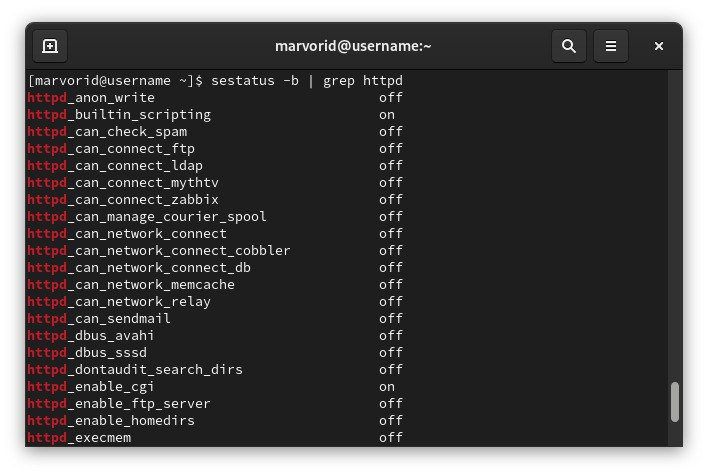 marvorid@username:~
[marvorid@username ~]$ sestatus -b | grep httpd
httpd_anon_write                            off
httpd_builtin_scripting                     on
httpd_can_check_spam                        off
httpd_can_connect_ftp                       off
httpd_can_connect_ldap                      off
httpd_can_connect_mythtv                    off
httpd_can_connect_zabbix                    off
httpd_can_manage_courier_spool              off
httpd_can_network_connect                   off
httpd_can_network_connect_cobbler           off
httpd_can_network_connect_db                off
httpd_can_network_memcache                  off
httpd_can_network_relay                     off
httpd_can_sendmail                          off
httpd_dbus_avahi                            off
httpd_dbus_sssd                             off
httpd_dontaudit_search_dirs                 off
httpd_enable_cgi                            on
httpd_enable_ftp_server                     off
httpd_enable_homedirs                       off
httpd_execmem                               off